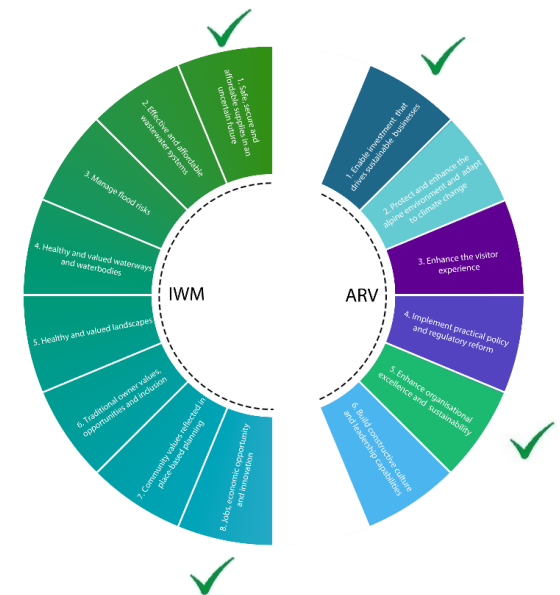 1. Safe, secure and
affordable supplies in an
uncertain future
2. Effective and affordable
wastewater systems
3. Manage flood risks
4. Healthy and valued waterways
and waterbodies
5. Healthy and valued landscapes
6. Traditional owner values,
opportunities and inclusion
7. Community values reflected in
place-based planning
8. Jobs, economic opportunity
and innovation
IWM
ARV
1. Enable investment that
drives sustainable businesses
2. Protect and enhance the
alpine environment and adapt
to climate change
3. Enhance the visitor
experience
4. Implement practical policy
and regulatory reform
5. Enhance organisational
excellence and sustainability
6. Build constructive culture
and leadership capabilities